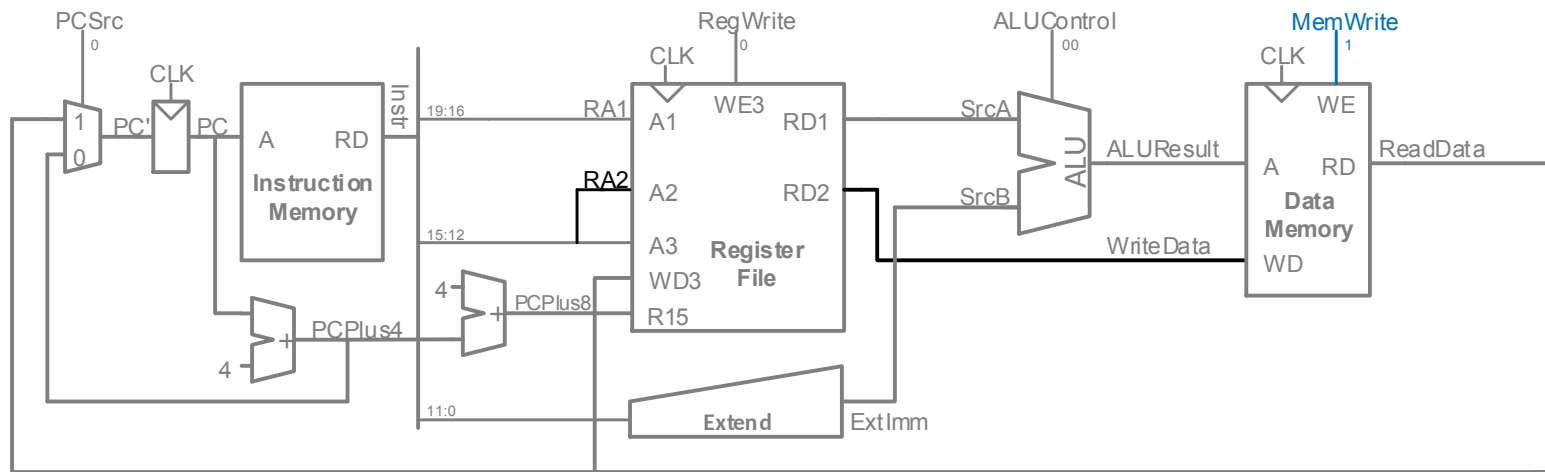 PCSrc
0
RegWrite
0
ALUControl
00
MemWrite
1
CLK
CLK
CLK
Instr
1
0
PC'
PC
A
RD
Instruction
Memory
19:16
RA1
A1
WE3
RD1
SrcA
ALU
ALUResult
WE
A
RD
ReadData
RA2
A2
RD2
SrcB
Data
Memory
15:12
A3
Register
File
WriteData
WD
WD3
4
+
PCPlus8
R15
+
PCPlus4
4
11:0
Extend
ExtImm